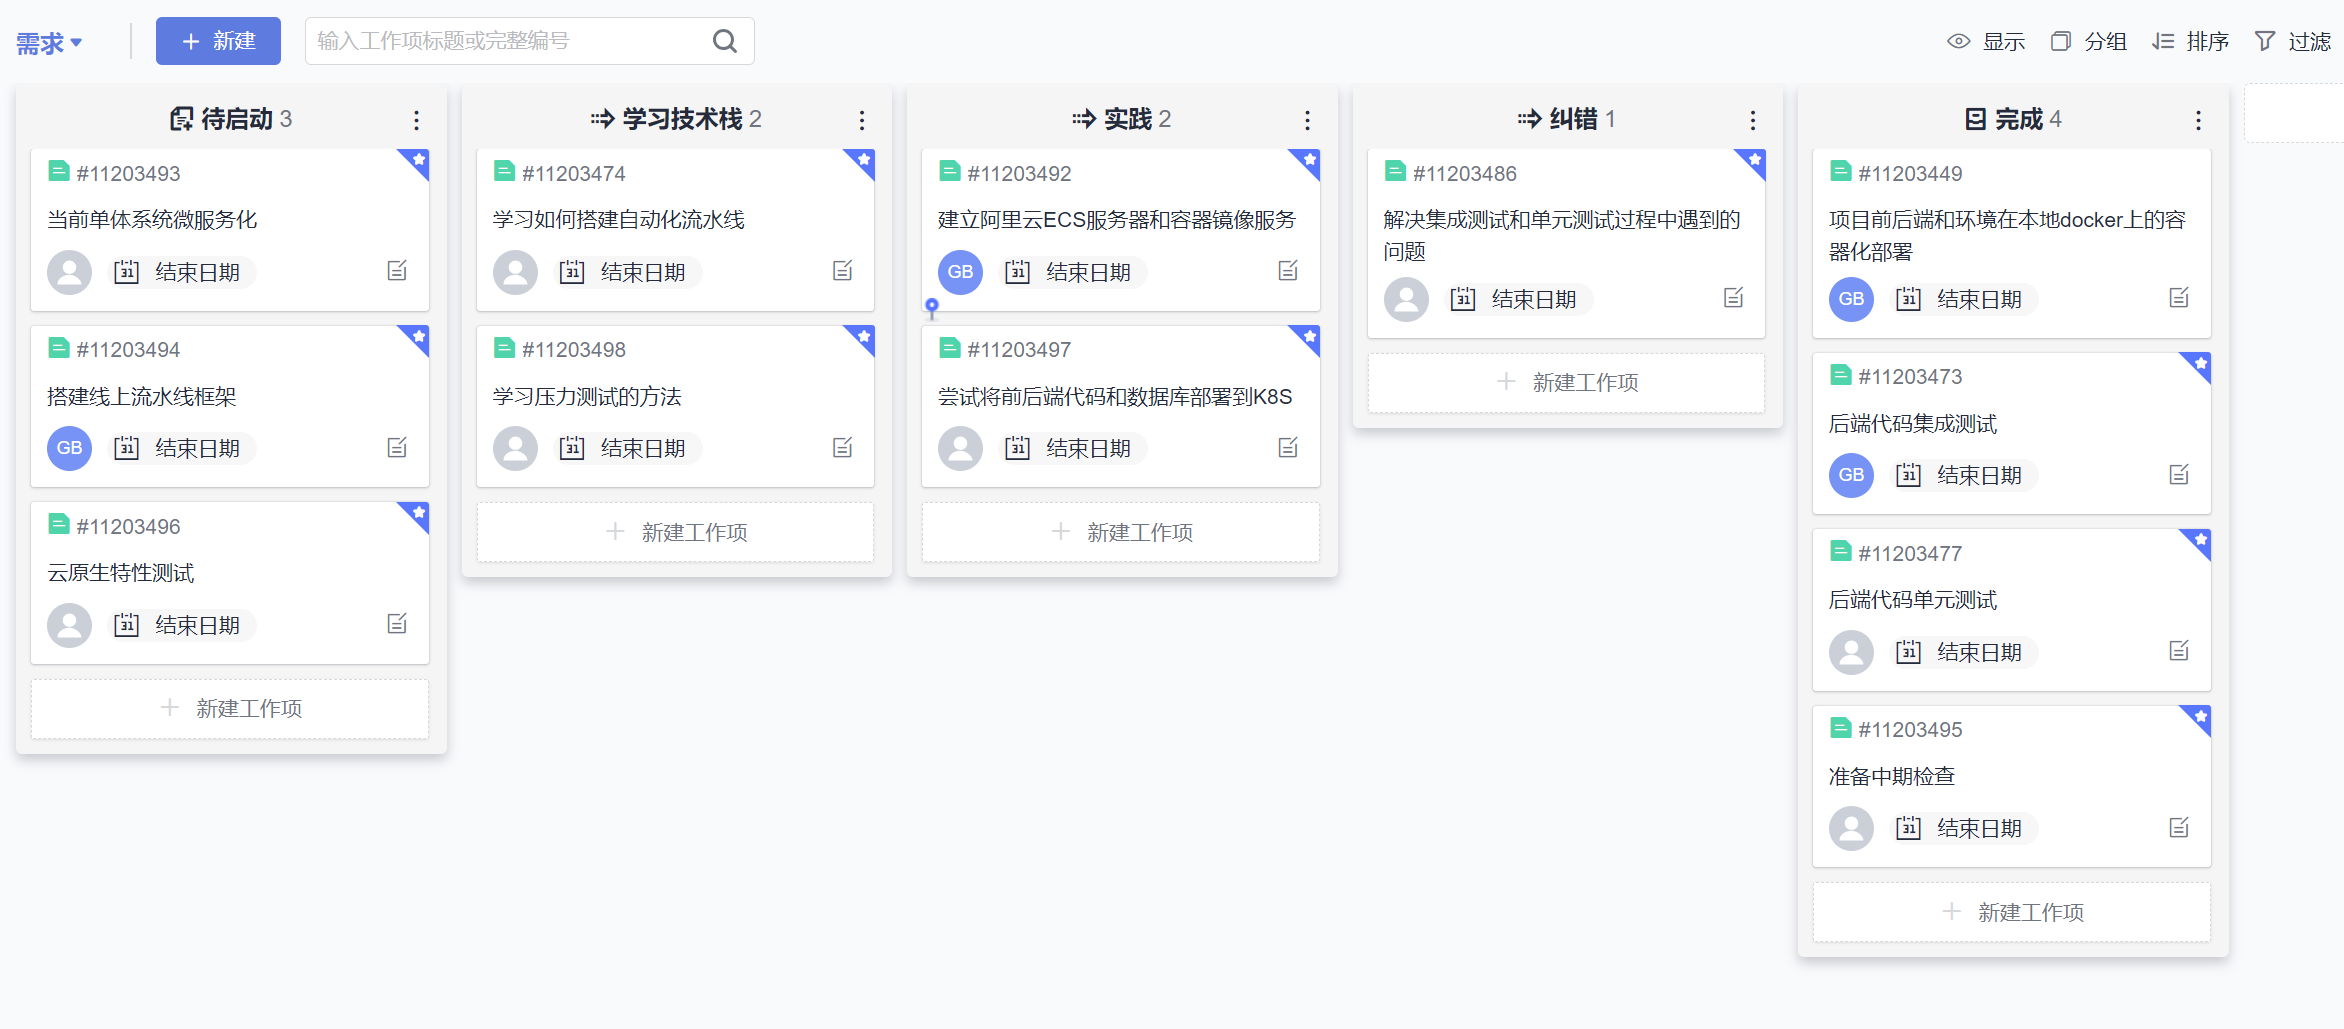 需求
新建
输入工作项标题或完整编号
显示
分组
排序
过滤
待启动 3
#11203493
当前单体系统微服务化
31 结束日期
#11203494
搭建线上流水线框架
GB 31 结束日期
#11203496
云原生特性测试
31 结束日期
新建工作项
学习技术栈 2
#11203474
学习如何搭建自动化流水线
31 结束日期
#11203498
学习压力测试的方法
31 结束日期
新建工作项
实践 2
#11203492
建立阿里云ECS服务器和容器镜像服务
GB 31 结束日期
#11203497
尝试将前后端代码和数据库部署到K8S
31 结束日期
新建工作项
纠错 1
#11203486
解决集成测试和单元测试过程中遇到的
问题
31 结束日期
新建工作项
完成 4
#11203449
项目前后端和环境在本地docker上的容
器化部署
GB 31 结束日期
#11203473
后端代码集成测试
GB 31 结束日期
#11203477
后端代码单元测试
31 结束日期
#11203495
准备中期检查
31 结束日期
新建工作项